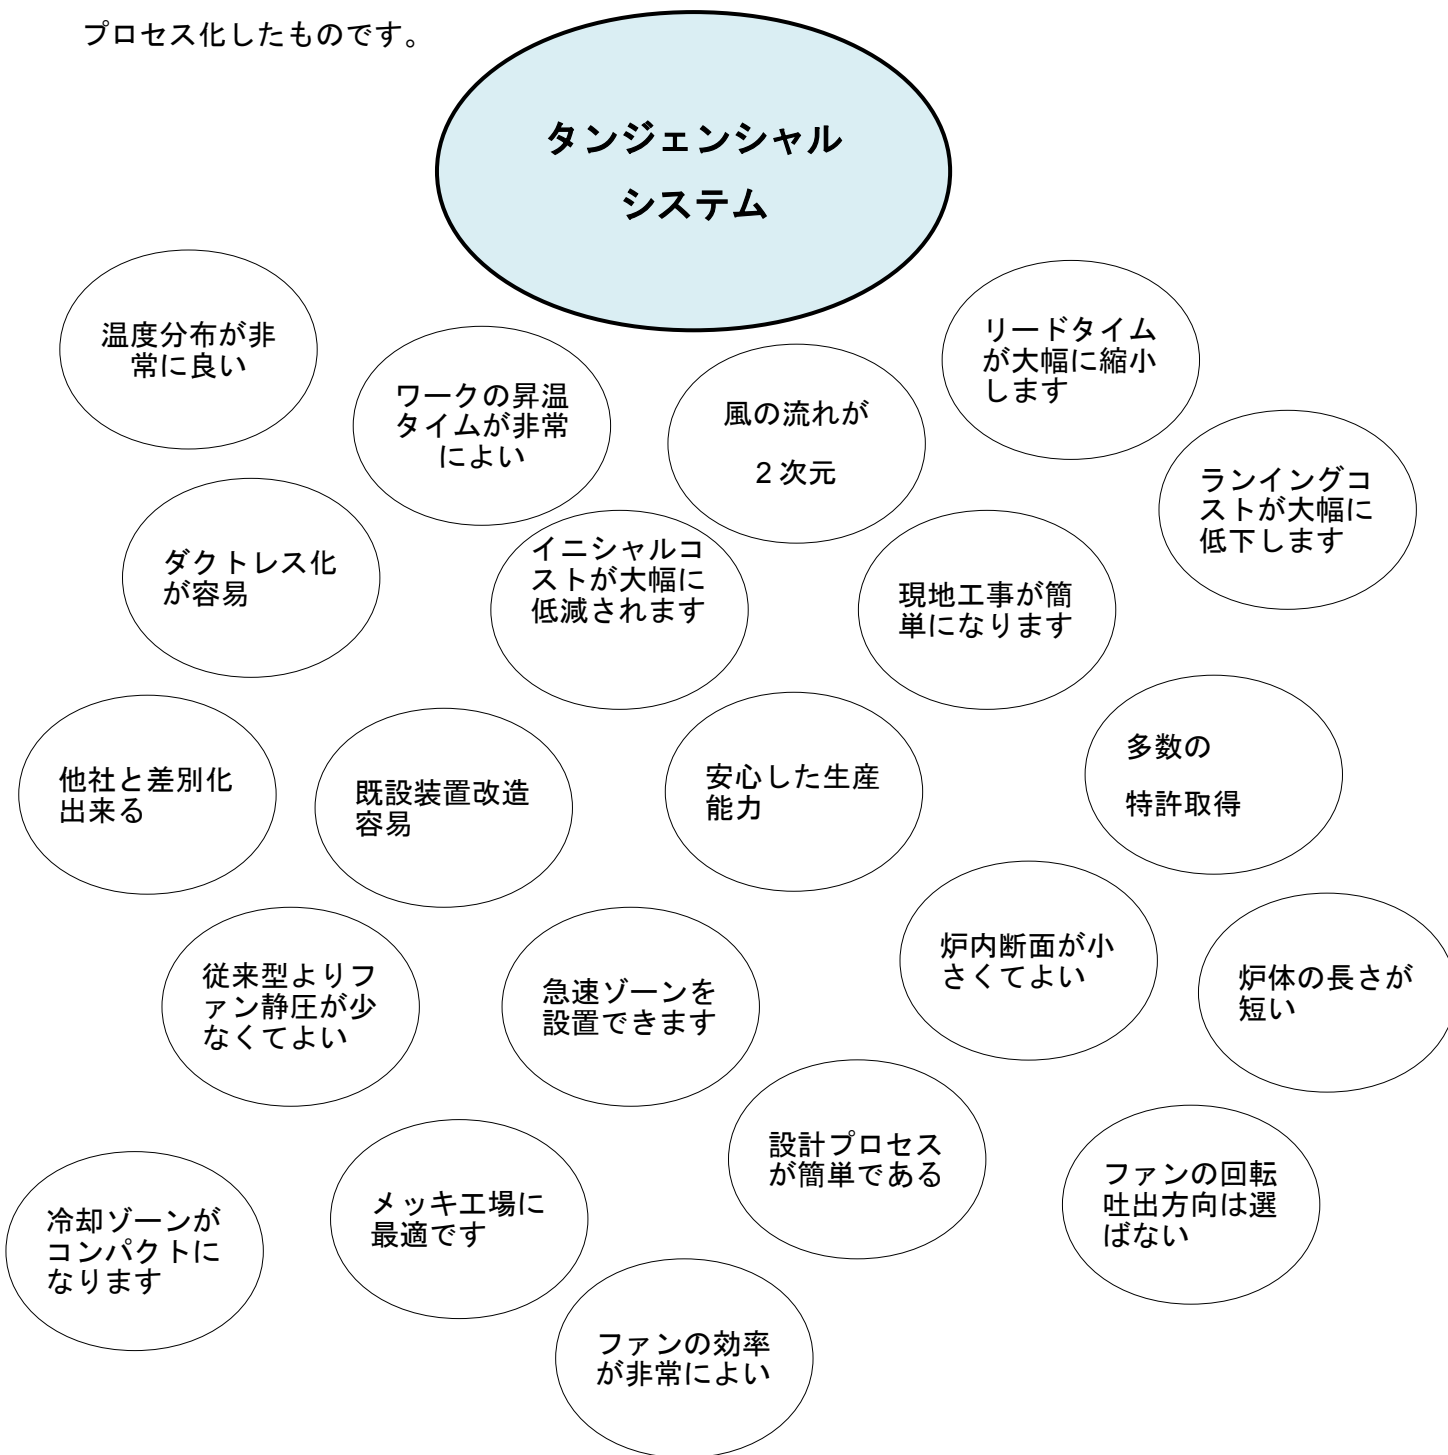 プロセス化したものです。
タンジェンシャル
システム
温度分布が非
常に良い
ワークの昇温
タイムが非常
によい
風の流れが
2 次元
リードタイム
が大幅に縮小
します
ランイングコ
ストが大幅に
低下します
ダクトレス化
が容易
イニシャルコ
ストが大幅に
低減されます
現地工事が簡
単になります
他社と差別化
出来る
既設装置改造
容易
安心した生産
能力
多数の
特許取得
従来型よりフ
ァン静圧が少
なくてよい
急速ゾーンを
設置できます
炉内断面が小
さくてよい
炉体の長さが
短い
冷却ゾーンが
コンパクトに
なります
メッキ工場に
最適です
設計プロセス
が簡単である
ファンの回転
吐出方向は選
ばない
ファンの効率
が非常によい